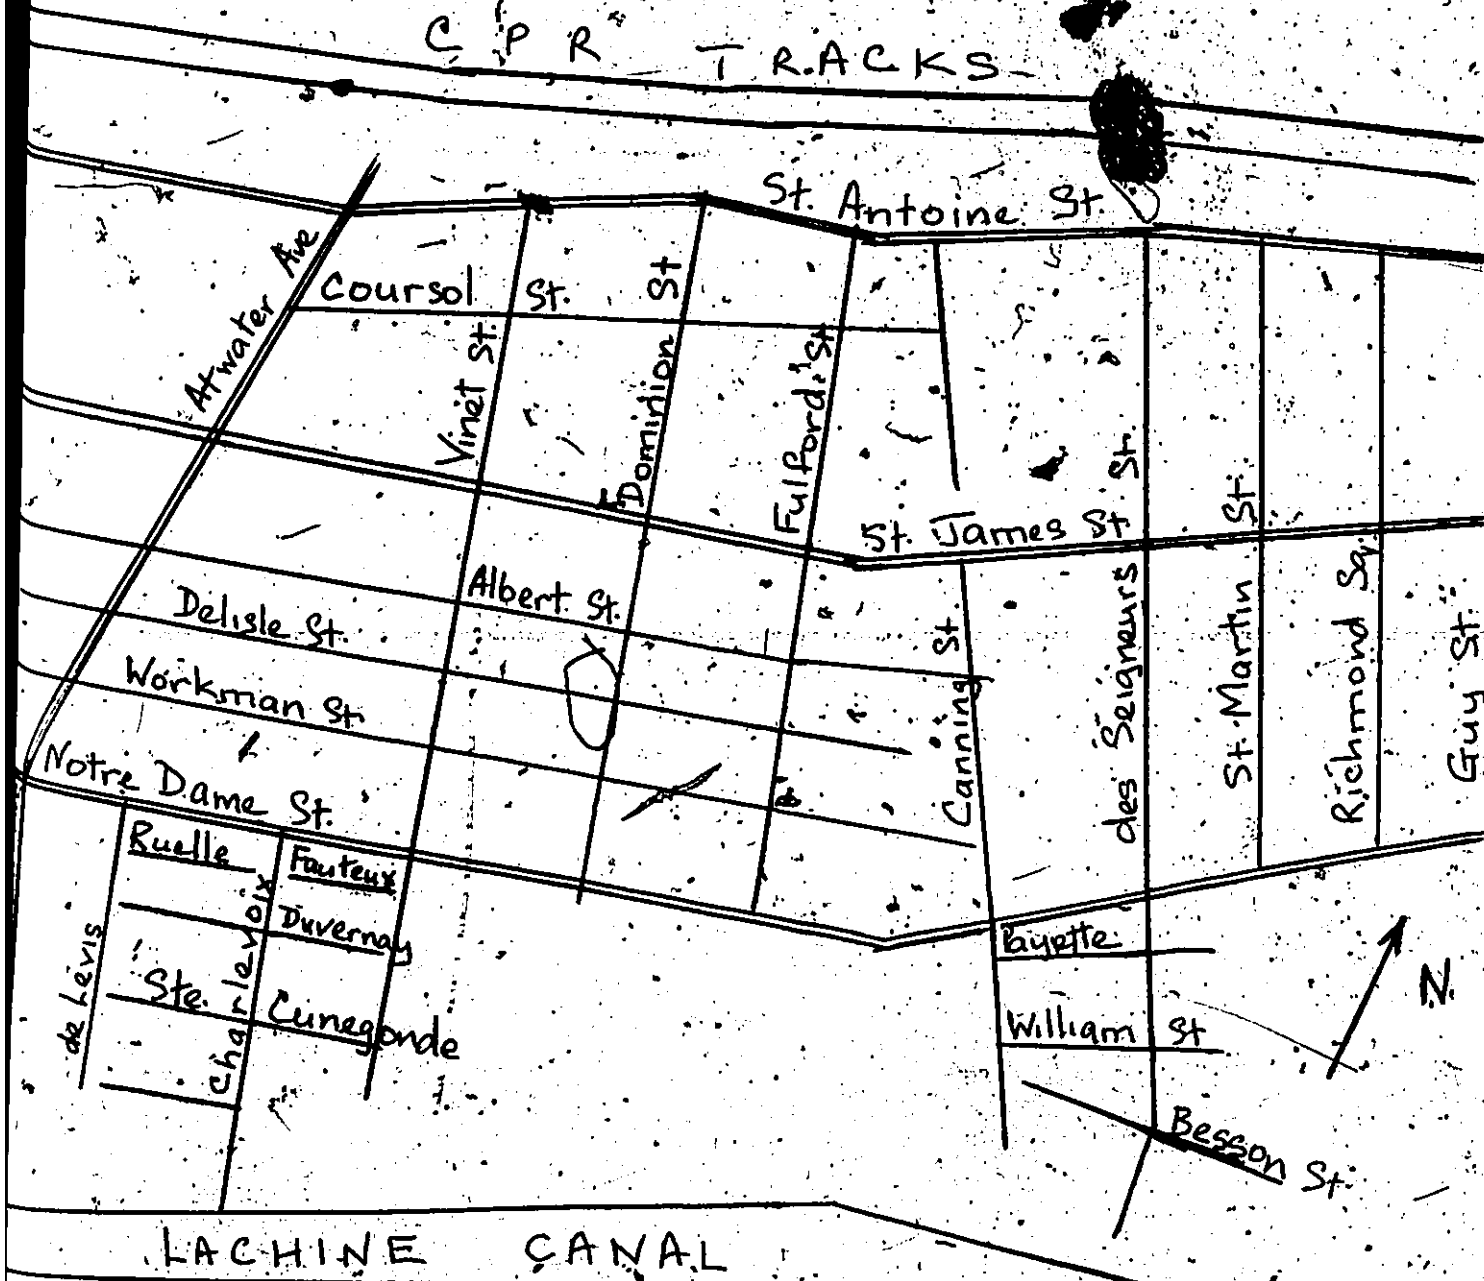 CPR TRACKS
St. Antoine St.
Atwater Ave
Coursol St.
Vinet St.
Dominion St
Fulford St
St. James St.
Albert St.
Delisle St.
Workman St.
Notre Dame St.
Canning St
des Seigneurs St.
St. Martin St.
Richmond Sq.
Guy St.
Ruelle Fauteux
Duvernay
Ste. Cunegonde
de Lévis
Charlevoix
Payette
William St
Besson St.
N.
LACHINE CANAL